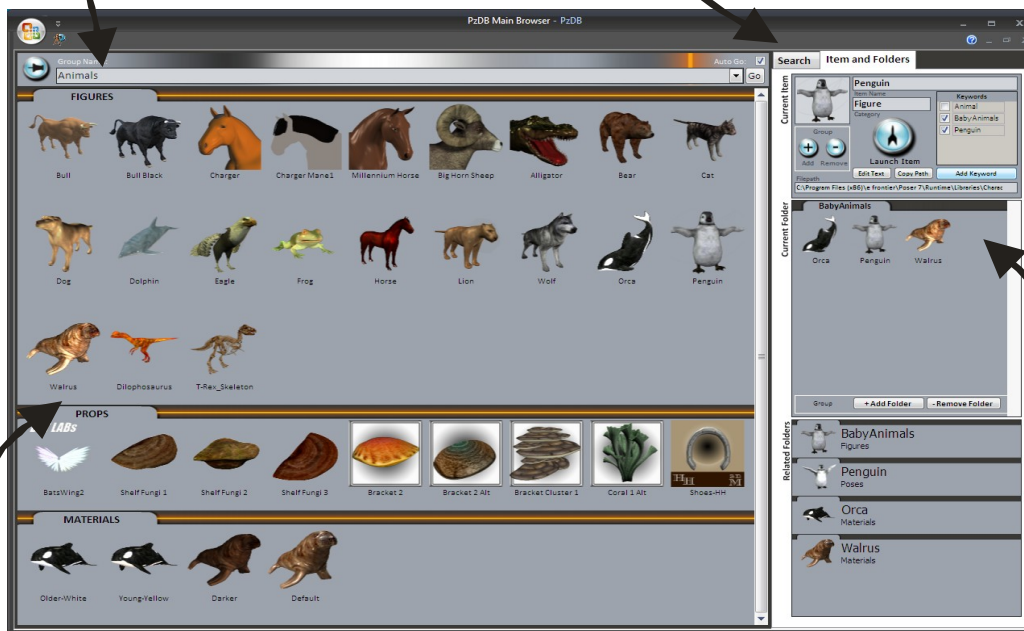 PzDB Main Browser - PzDB
Group Name:
Auto Go:
Animals
Go
FIGURES
Bull
Bull Black
Charger
Charger Mane1
Millennium Horse
Big Horn Sheep
Alligator
Bear
Cat
Dog
Dolphin
Eagle
Frog
Horse
Lion
Wolf
Orca
Penguin
Walrus
Dilophosaurus
T-Rex_Skeleton
PROPS
LABs
BatsWing2
Shelf Fungi 1
Shelf Fungi 2
Shelf Fungi 3
Bracket 2
Bracket 2 Alt
Bracket Cluster 1
Coral 1 Alt
Shoes-HH
MATERIALS
Older-White
Young-Yellow
Darker
Default
Search
Item and Folders
Current Item
Penguin
Item Name
Figure
Category
Keywords
Animal
BabyAnimals
Penguin
Group
Add Remove
Launch Item
Edit Text
Copy Path
Add Keyword
Filepath
C:\Program Files (x86)\e frontier\Poser 7\Runtime\Libraries\Charac
Current Folder
BabyAnimals
Orca
Penguin
Walrus
Group
+ Add Folder
- Remove Folder
Related Folders
BabyAnimals
Figures
Penguin
Poses
Orca
Materials
Walrus
Materials